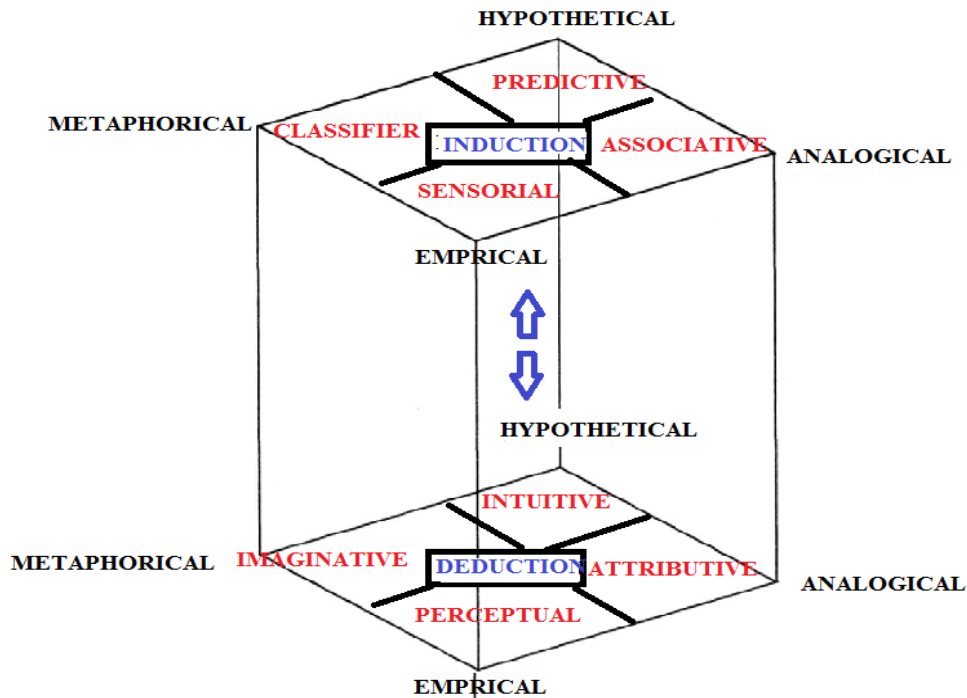 HYPOTHETICAL
PREDICTIVE
METAPHORICAL
CLASSIFIER
: INDUCTION
ASSOCIATIVE
ANALOGICAL
SENSORIAL
EMPRICAL
HYPOTHETICAL
INTUITIVE
METAPHORICAL
IMAGINATIVE
DEDUCTION
ATTRIBUTIVE
ANALOGICAL
PERCEPTUAL
EMPRICAL